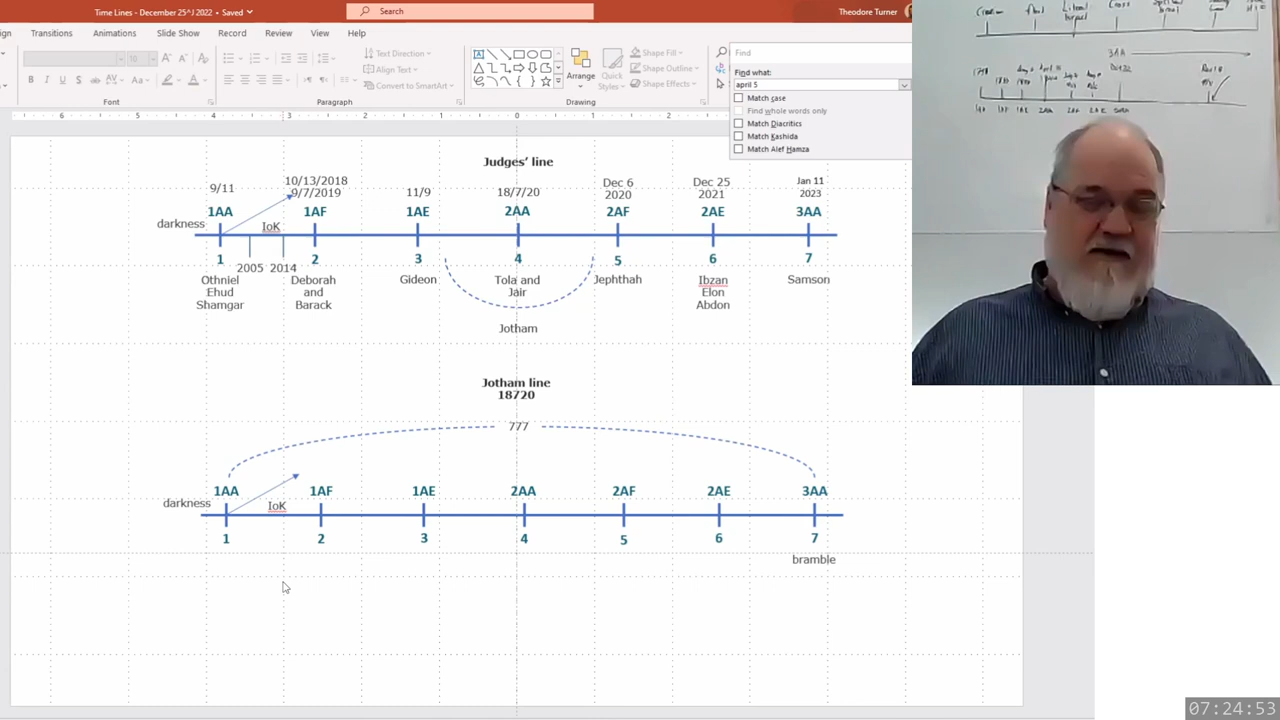 Time Lines - December 25^J 2022 • Saved
Search
Theodore Turner
Transitions
Animations
Slide Show
Record
Review
View
Help
Text Direction
Align Text
Convert to SmartArt
Paragraph
Arrange
Quick
Styles
Shape Fill
Shape Outline
Shape Effects
Drawing
Find
Find what:
april 5
Match case
Find whole words only
Match Diacritics
Match Kashida
Match Alef Hamza
Judges’ line
9/11
10/13/2018
9/7/2019
11/9
18/7/20
Dec 6
2020
Dec 25
2021
Jan 11
2023
1AA
1AF
1AE
2AA
2AF
2AE
3AA
darkness
IoK
1
2005
2014
2
3
4
5
6
7
Othniel
Ehud
Shamgar
Deborah
and
Barack
Gideon
Tola and
Jair
Jephthah
Ibzan
Elon
Abdon
Samson
Jotham
Jotham line
18720
777
1AA
1AF
1AE
2AA
2AF
2AE
3AA
darkness
IoK
1
2
3
4
5
6
7
bramble
Creation
Flood
Literal
Israel
Cross
3AA
07:24:53